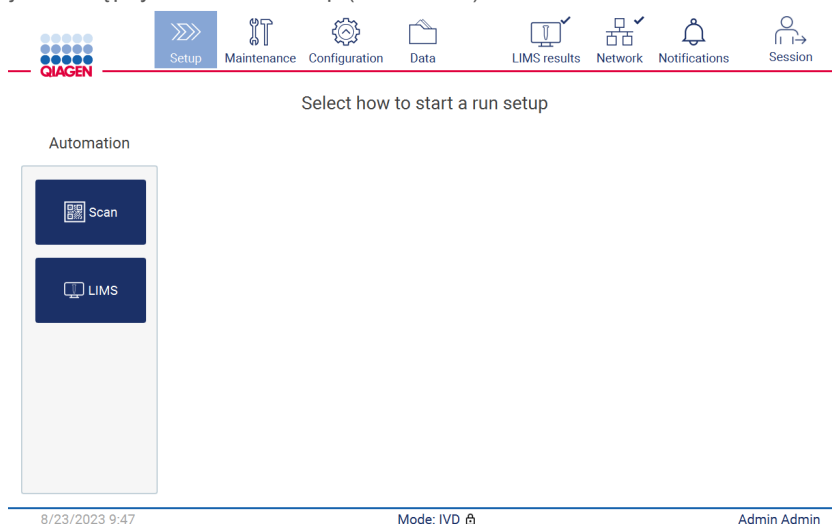 QIAGEN
Setup
Maintenance
Configuration
Data
LIMS results
Network
Notifications
Session
Select how to start a run setup
Automation
Scan
LIMS
8/23/2023 9:47
Mode: IVD
Admin Admin